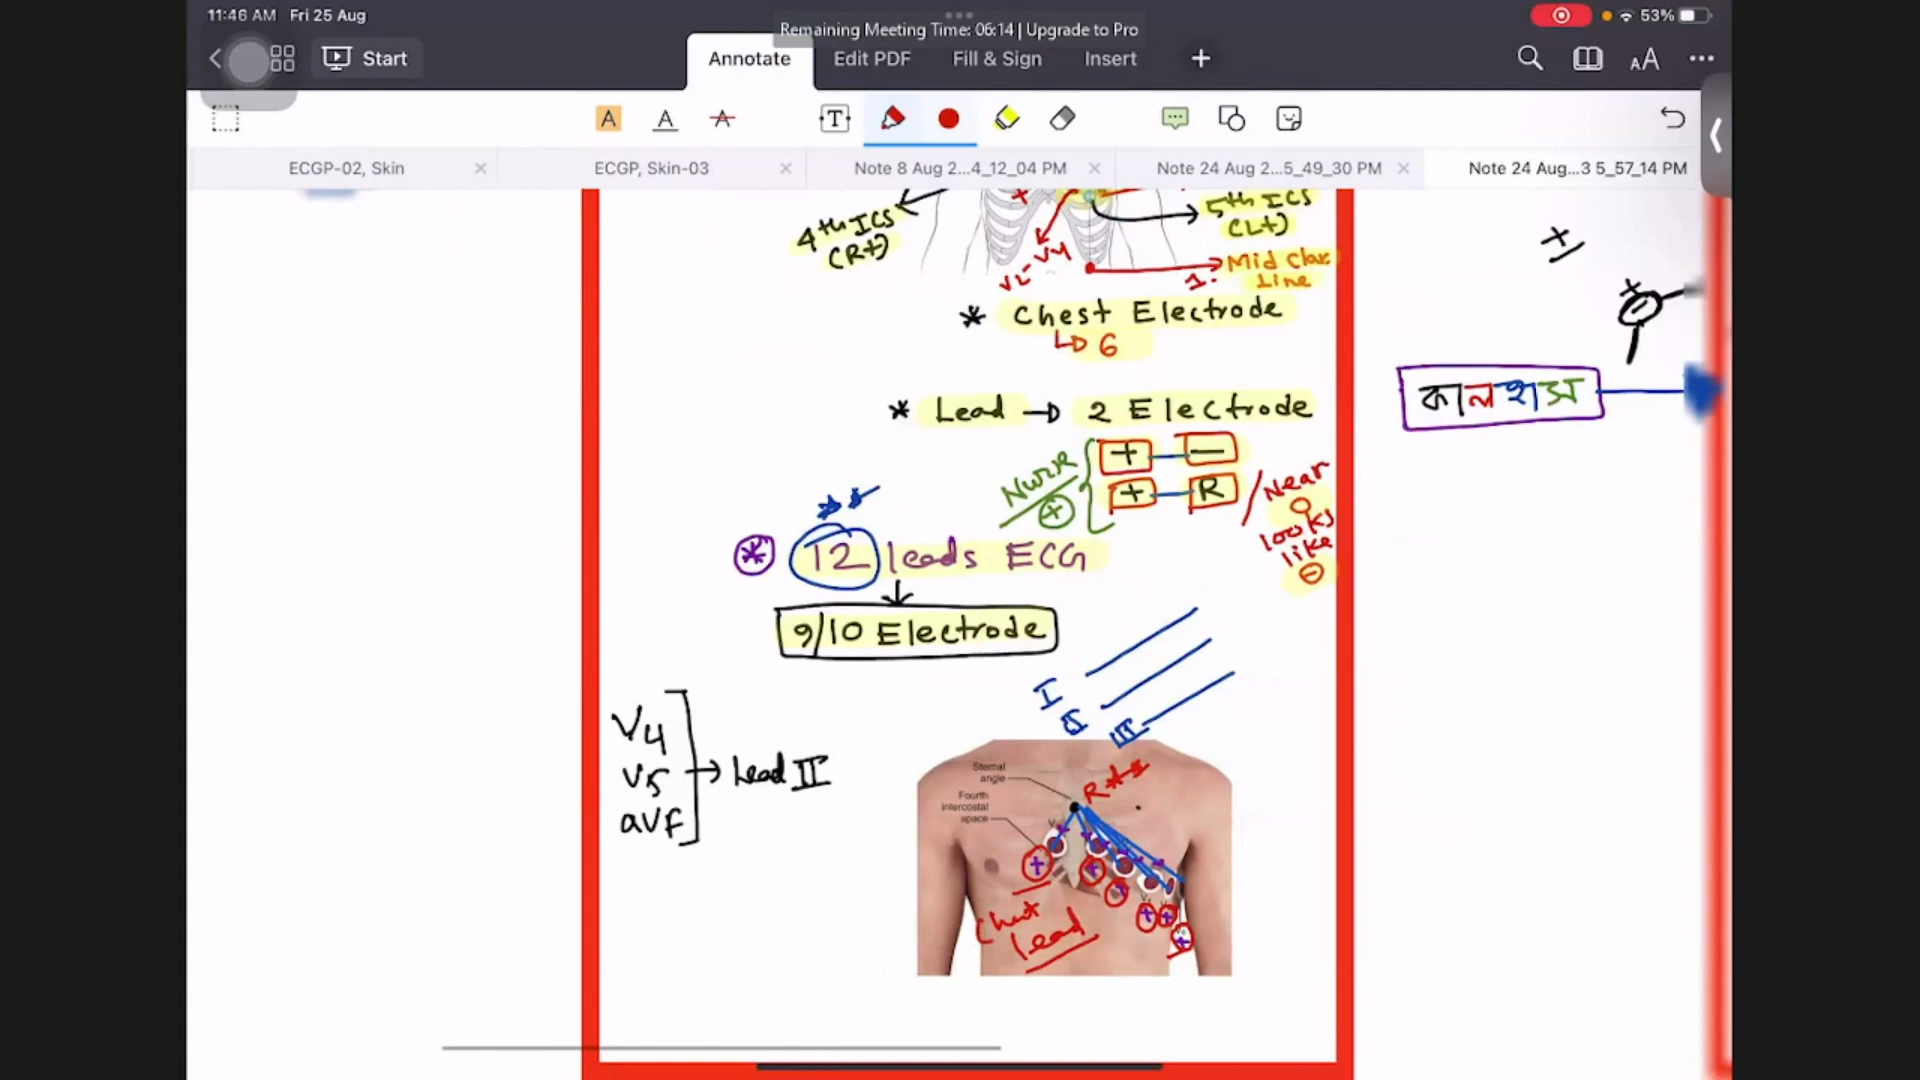 11:46 AM Fri 25 Aug
Remaining Meeting Time: 06:14 | Upgrade to Pro
53%
Start
Annotate
Edit PDF
Fill & Sign
Insert
ECGP-02, Skin
ECGP, Skin-03
Note 8 Aug 2...4_12_04 PM
Note 24 Aug 2...5_49_30 PM
Note 24 Aug...3 5_57_14 PM
4th ICS
(Rt)
5th ICS
(Lt)
V2- V4
1.
Mid Clav
Line
* Chest Electrode
↳ 6
কালহাস
* Lead → 2 Electrode
+ — −
+ — R
Near
looks
like
⊖
* 12 leads ECG
9/10 Electrode
I
II
III
V4
V5
aVF
→ Lead II
Sternal
angle
R
Fourth
intercostal
space
Chest
lead